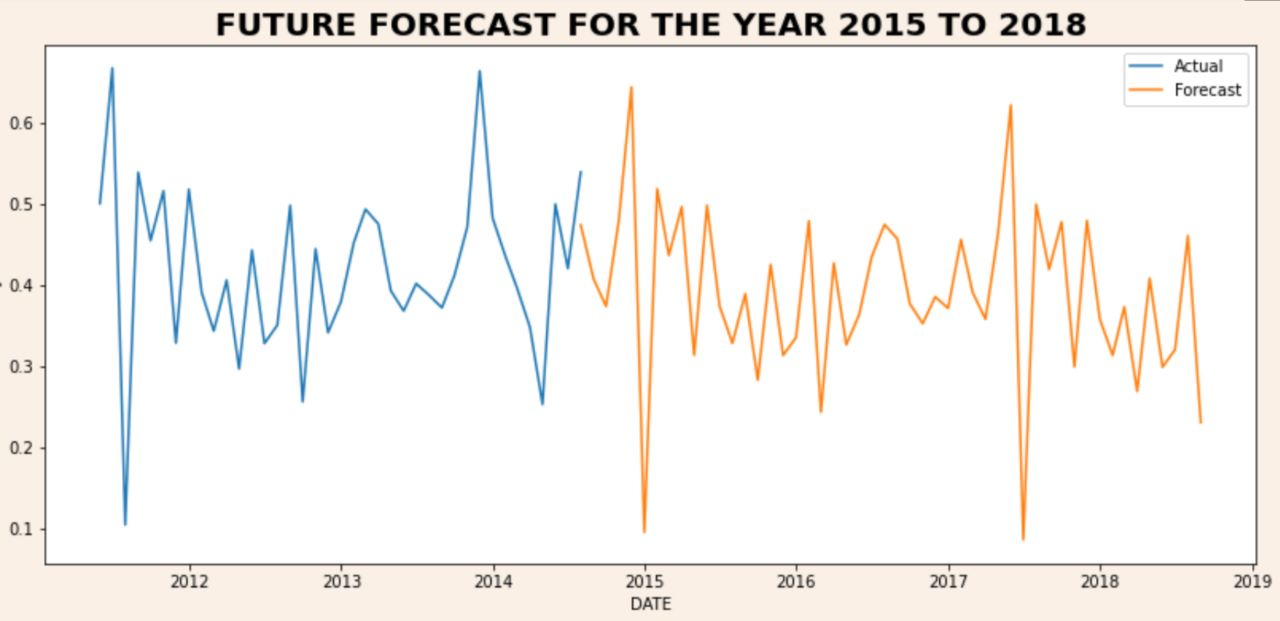 FUTURE FORECAST FOR THE YEAR 2015 TO 2018
Actual
Forecast
0.6
0.5
0.4
0.3
0.2
0.1
2012 2013 2014 2015 2016 2017 2018 2019
DATE